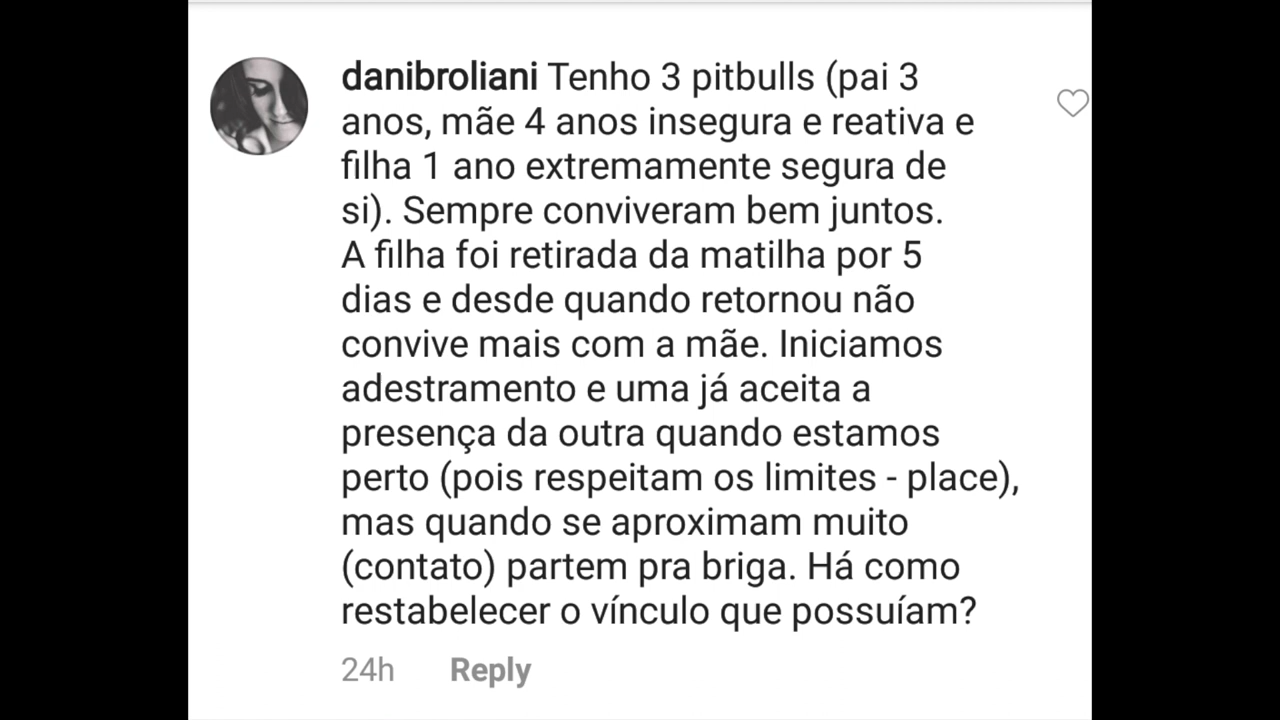 danibroliani Tenho 3 pitbulls (pai 3
anos, mãe 4 anos insegura e reativa e
filha 1 ano extremamente segura de
si). Sempre conviveram bem juntos.
A filha foi retirada da matilha por 5
dias e desde quando retornou não
convive mais com a mãe. Iniciamos
adestramento e uma já aceita a
presença da outra quando estamos
perto (pois respeitam os limites - place),
mas quando se aproximam muito
(contato) partem pra briga. Há como
restabelecer o vínculo que possuíam?
24h Reply